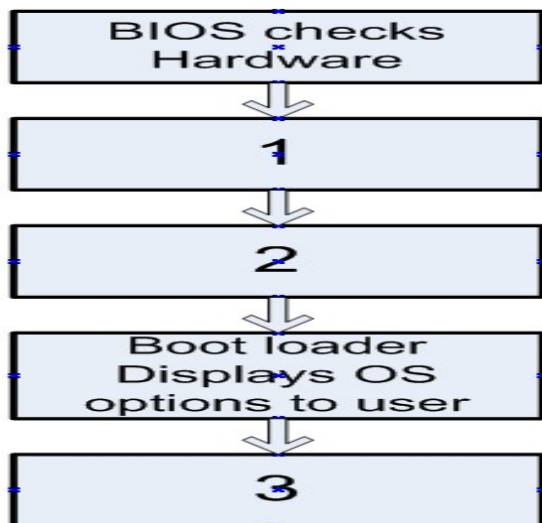 BIOS checks
Hardware
1
2
Boot loader
Displays OS
options to user
3